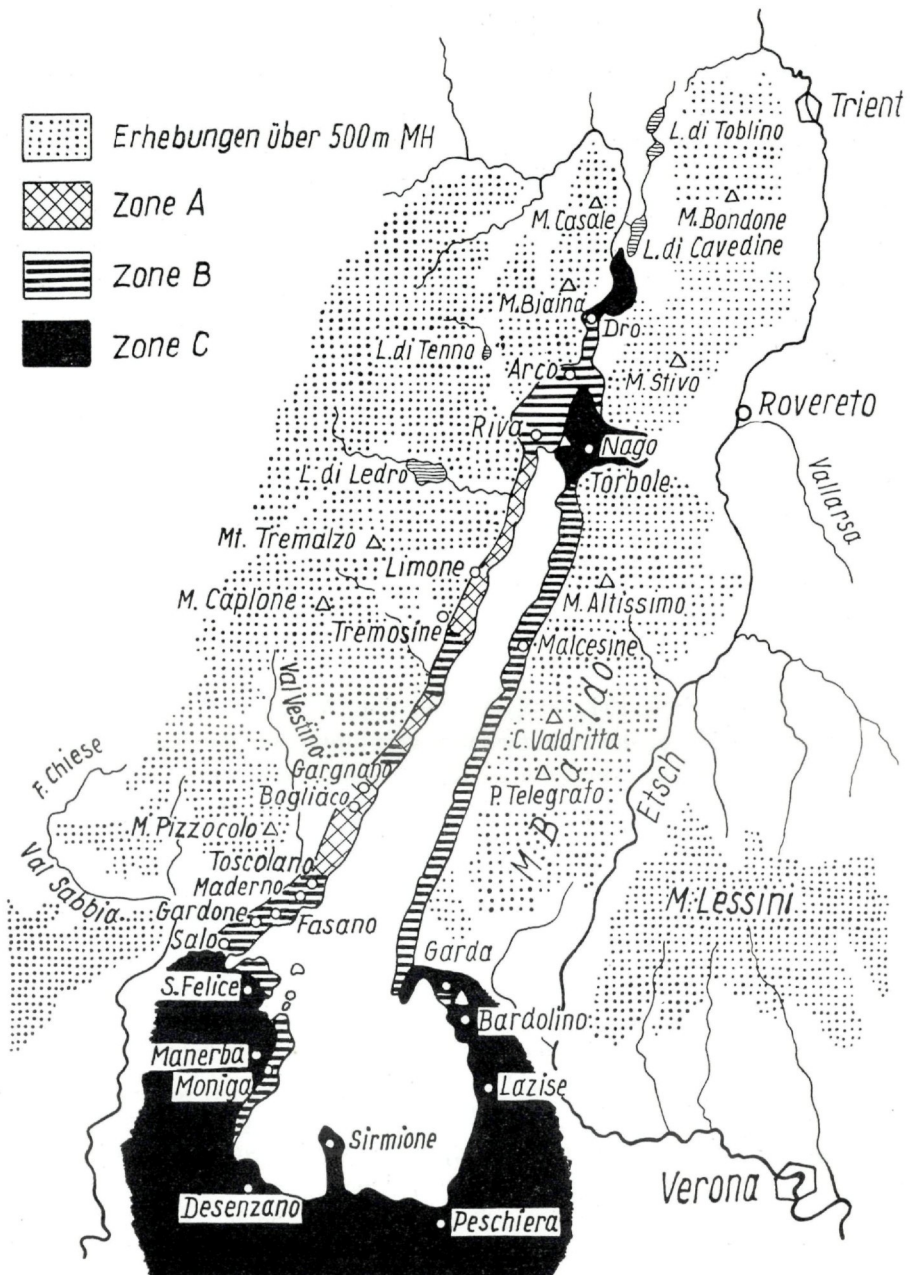 Erhebungen über 500m MH
Zone A
Zone B
Zone C
Trient
L. di Toblino
M. Casale
M. Bondone
L. di Cavedine
M. Biaina
Dro
L. di Tenno
Arco
M. Stivo
Riva
Nago
Rovereto
L. di Ledro
Torbole
Vallarsa
Mt. Tremalzo
Limone
M. Caplone
M. Altissimo
Tremosine
Malcesine
Val Vestino
M. Baldo
C. Valdritta
Gargnano
Bogliaco
P. Telegrafo
Etsch
F. Chiese
M. Pizzocolo
Toscolano
Val Sabbia
Maderno
Gardone
Fasano
M. Lessini
Salo
Garda
S. Felice
Bardolino
Manerba
Moniga
Lazise
Sirmione
Desenzano
Peschiera
Verona